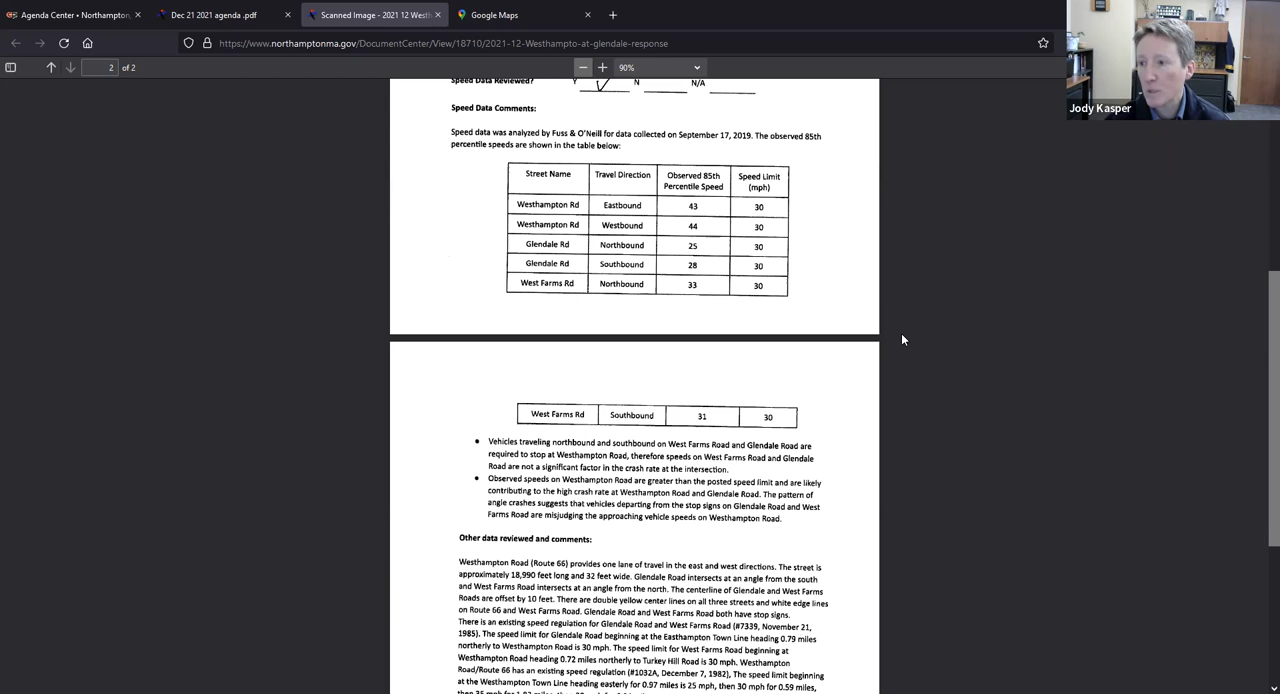 Agenda Center • Northampton,
Dec 21 2021 agenda .pdf
Scanned Image - 2021 12 Westh
Google Maps
https://www.northamptonma.gov/DocumentCenter/View/18710/2021-12-Westhampto-at-glendale-response
2 of 2
90%
Jody Kasper
Speed Data Reviewed? Y N N/A
Speed Data Comments:
Speed data was analyzed by Fuss & O'Neill for data collected on September 17, 2019. The observed 85th
percentile speeds are shown in the table below:
Street Name Travel Direction Observed 85th Percentile Speed Speed Limit (mph)
Westhampton Rd Eastbound 43 30
Westhampton Rd Westbound 44 30
Glendale Rd Northbound 25 30
Glendale Rd Southbound 28 30
West Farms Rd Northbound 33 30
West Farms Rd Southbound 31 30
• Vehicles traveling northbound and southbound on West Farms Road and Glendale Road are
required to stop at Westhampton Road, therefore speeds on West Farms Road and Glendale
Road are not a significant factor in the crash rate at the intersection.
• Observed speeds on Westhampton Road are greater than the posted speed limit and are likely
contributing to the high crash rate at Westhampton Road and Glendale Road. The pattern of
angle crashes suggests that vehicles departing from the stop signs on Glendale Road and West
Farms Road are misjudging the approaching vehicle speeds on Westhampton Road.
Other data reviewed and comments:
Westhampton Road (Route 66) provides one lane of travel in the east and west directions. The street is
approximately 18,990 feet long and 32 feet wide. Glendale Road intersects at an angle from the south
and West Farms Road intersects at an angle from the north. The centerline of Glendale and West Farms
Roads are offset by 10 feet. There are double yellow center lines on all three streets and white edge lines
on Route 66 and West Farms Road. Glendale Road and West Farms Road both have stop signs.
There is an existing speed regulation for Glendale Road and West Farms Road (#7339, November 21,
1985). The speed limit for Glendale Road beginning at the Easthampton Town Line heading 0.79 miles
northerly to Westhampton Road is 30 mph. The speed limit for West Farms Road beginning at
Westhampton Road heading 0.72 miles northerly to Turkey Hill Road is 30 mph. Westhampton
Road/Route 66 has an existing speed regulation (#1032A, December 7, 1982), The speed limit beginning
at the Westhampton Town Line heading easterly for 0.97 miles is 25 mph, then 30 mph for 0.59 miles,